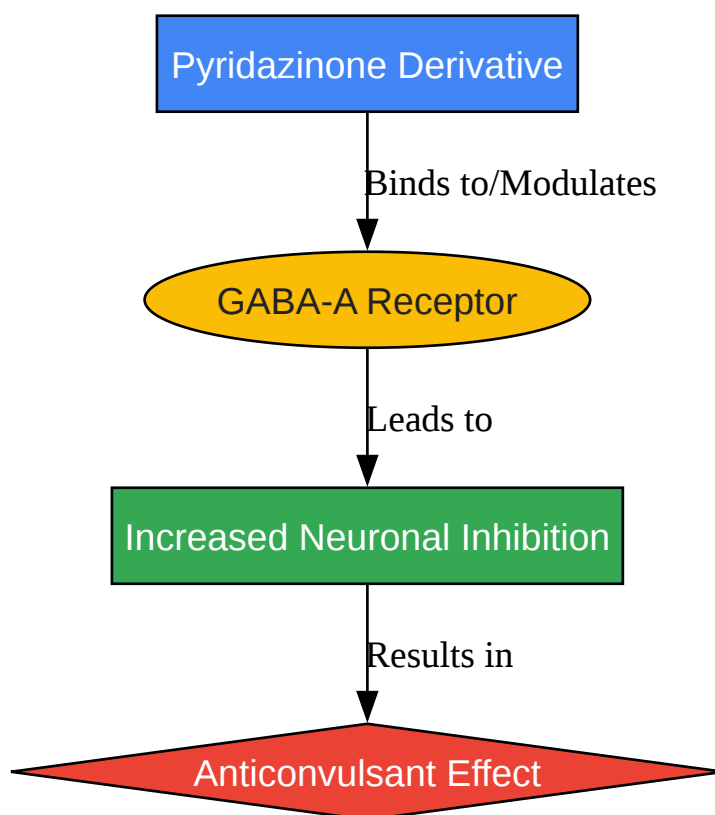 Pyridazinone Derivative
Binds to/Modulates
GABA-A Receptor
Leads to
Increased Neuronal Inhibition
Results in
Anticonvulsant Effect